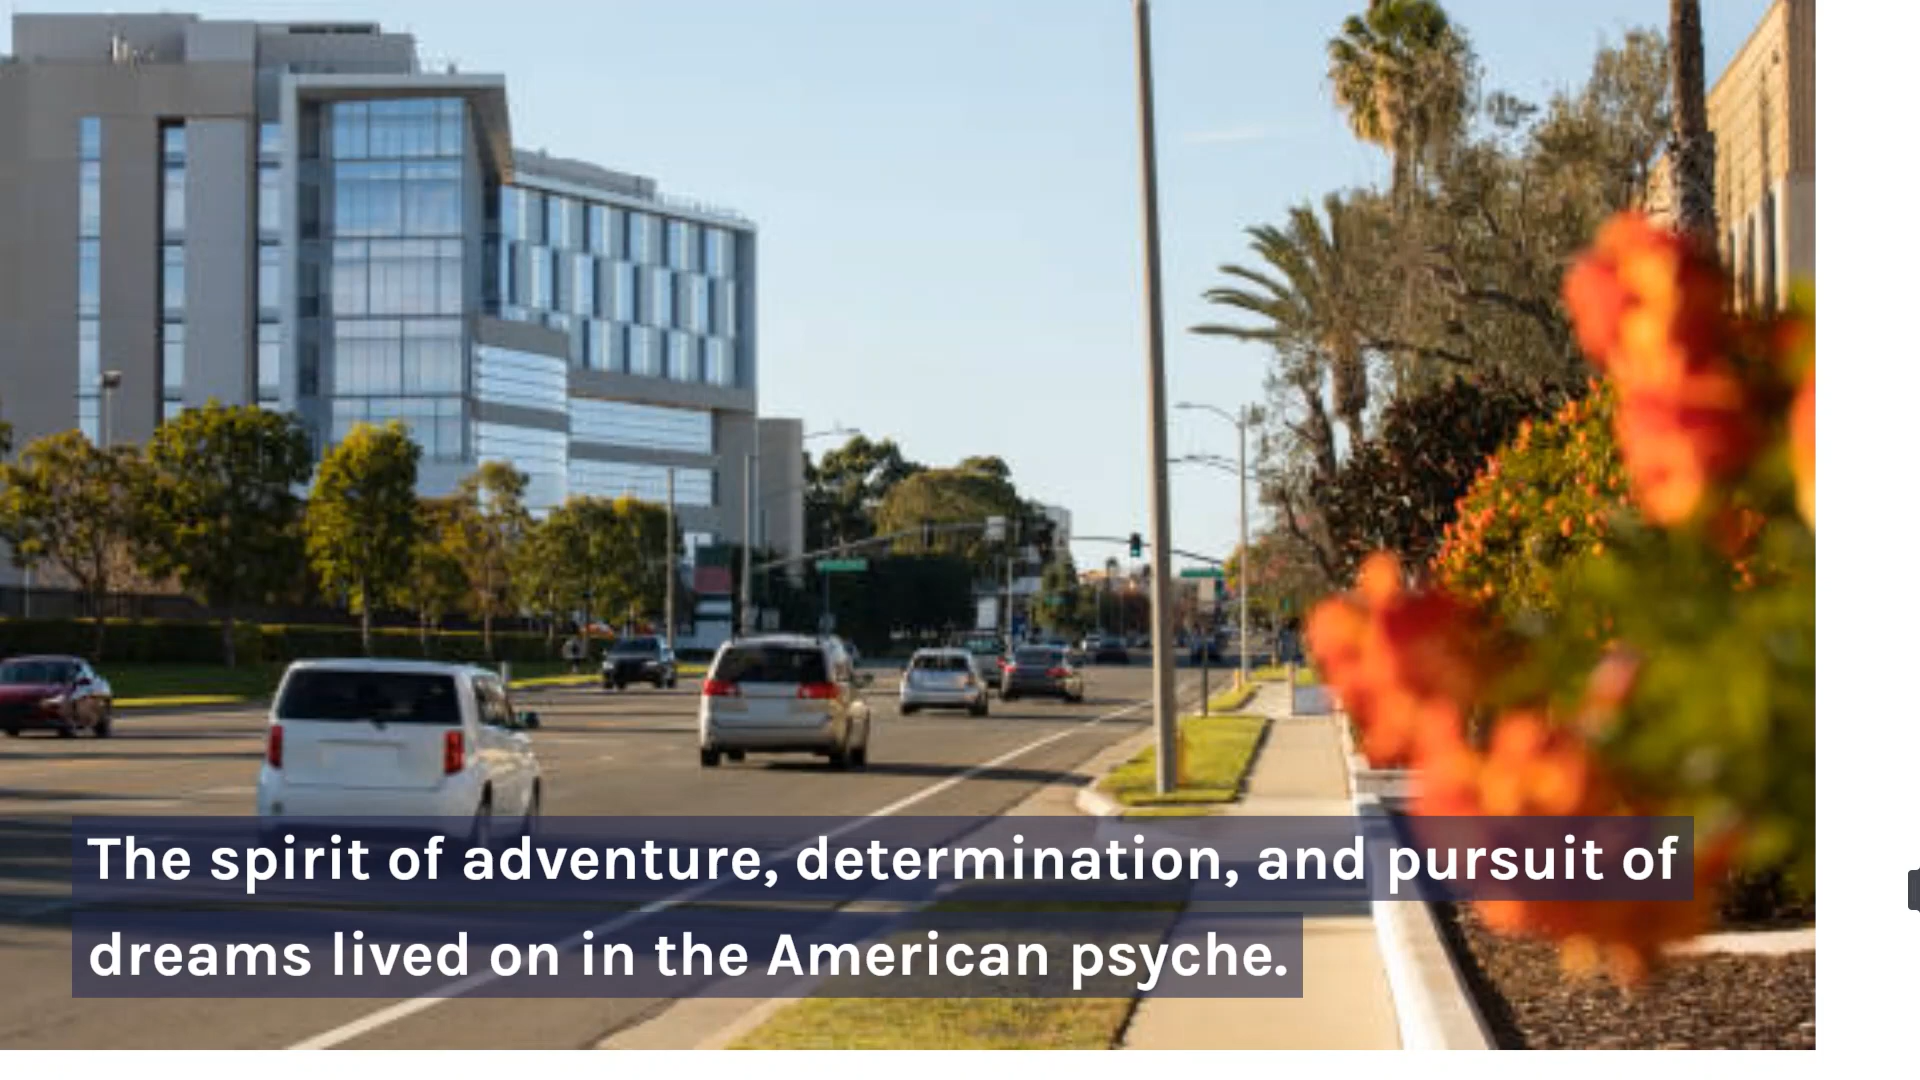 The spirit of adventure, determination, and pursuit of
dreams lived on in the American psyche.